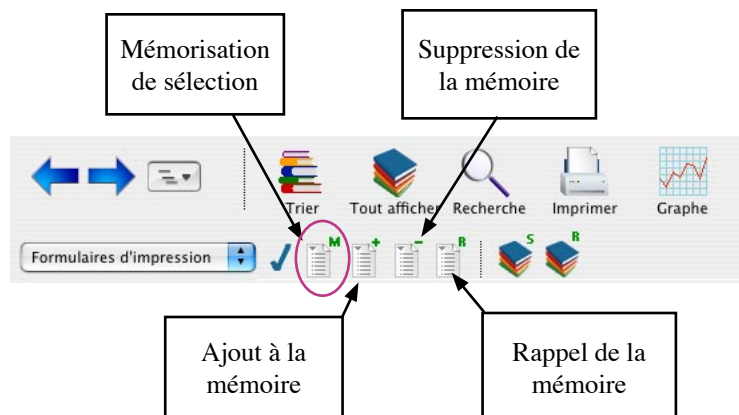 Mémorisation
de sélection
Suppression de
la mémoire
Trier
Tout afficher
Recherche
Imprimer
Graphe
Formulaires d'impression
M
+
−
R
S
R
Ajout à la
mémoire
Rappel de la
mémoire